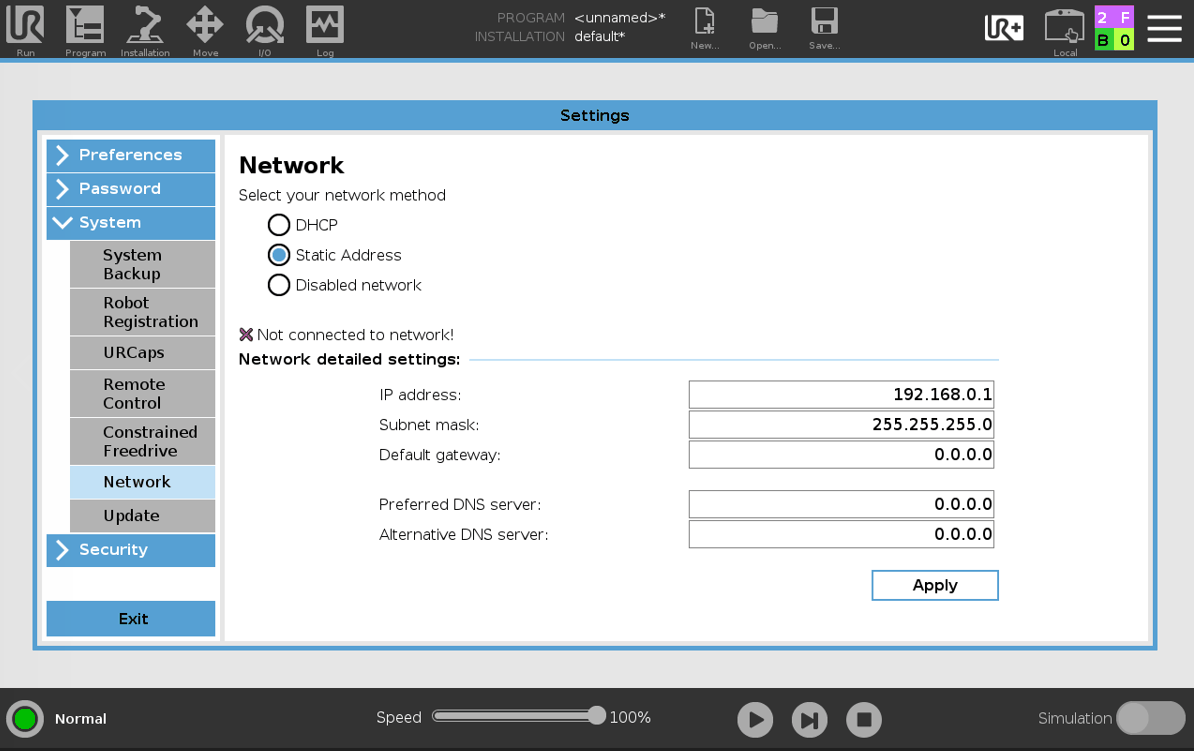 PROGRAM <unnamed>*
INSTALLATION default*
UR
UR+
2 F
B 0
Run
Program
Installation
Move
I/O
Log
New...
Open...
Save...
Local
Settings
Preferences
Password
System
System
Backup
Robot
Registration
URCaps
Remote
Control
Constrained
Freedrive
Network
Update
Security
Exit
Network
Select your network method
DHCP
Static Address
Disabled network
Not connected to network!
Network detailed settings:
IP address: 192.168.0.1
Subnet mask: 255.255.255.0
Default gateway: 0.0.0.0
Preferred DNS server: 0.0.0.0
Alternative DNS server: 0.0.0.0
Apply
Normal
Speed 100%
Simulation